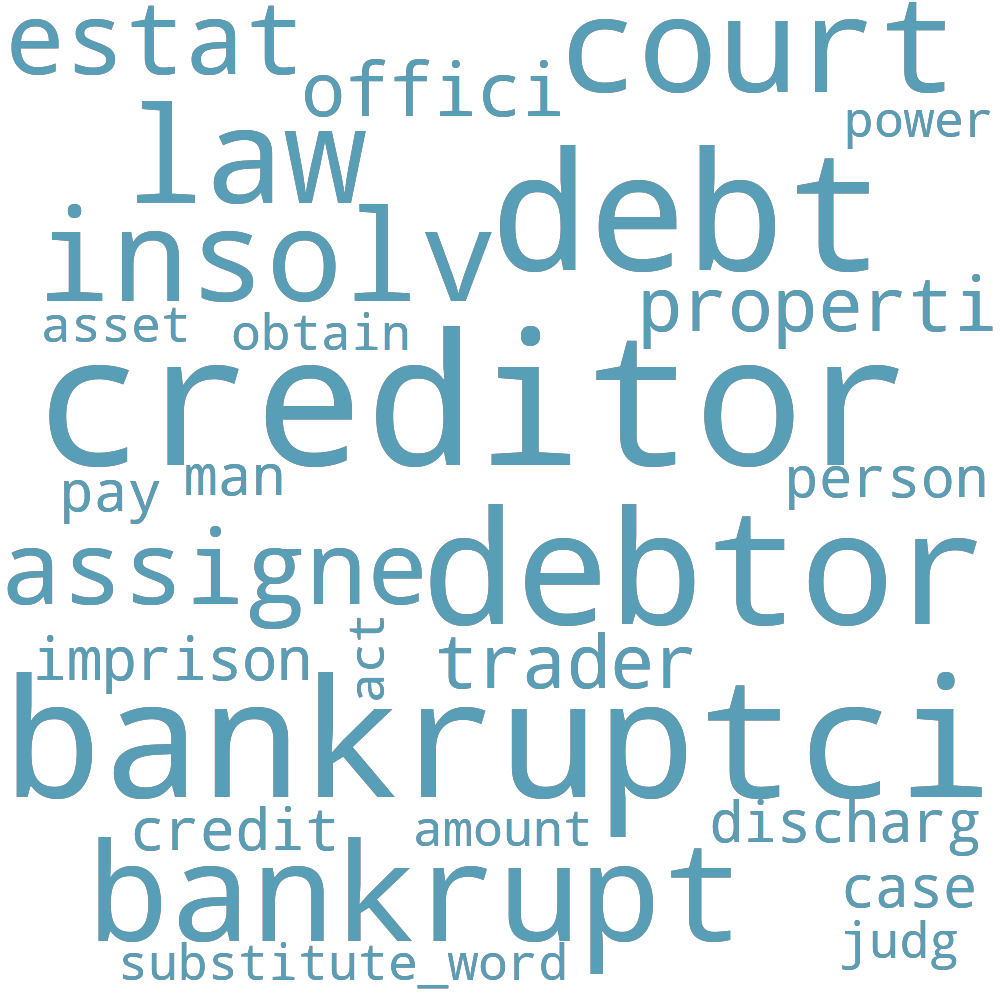 estat
court
offici
power
law
debt
insolv
properti
asset
obtain
creditor
man
person
pay
assigne
debtor
act
imprison
trader
bankruptci
credit
amount
discharg
bankrupt
case
judg
substitute_word